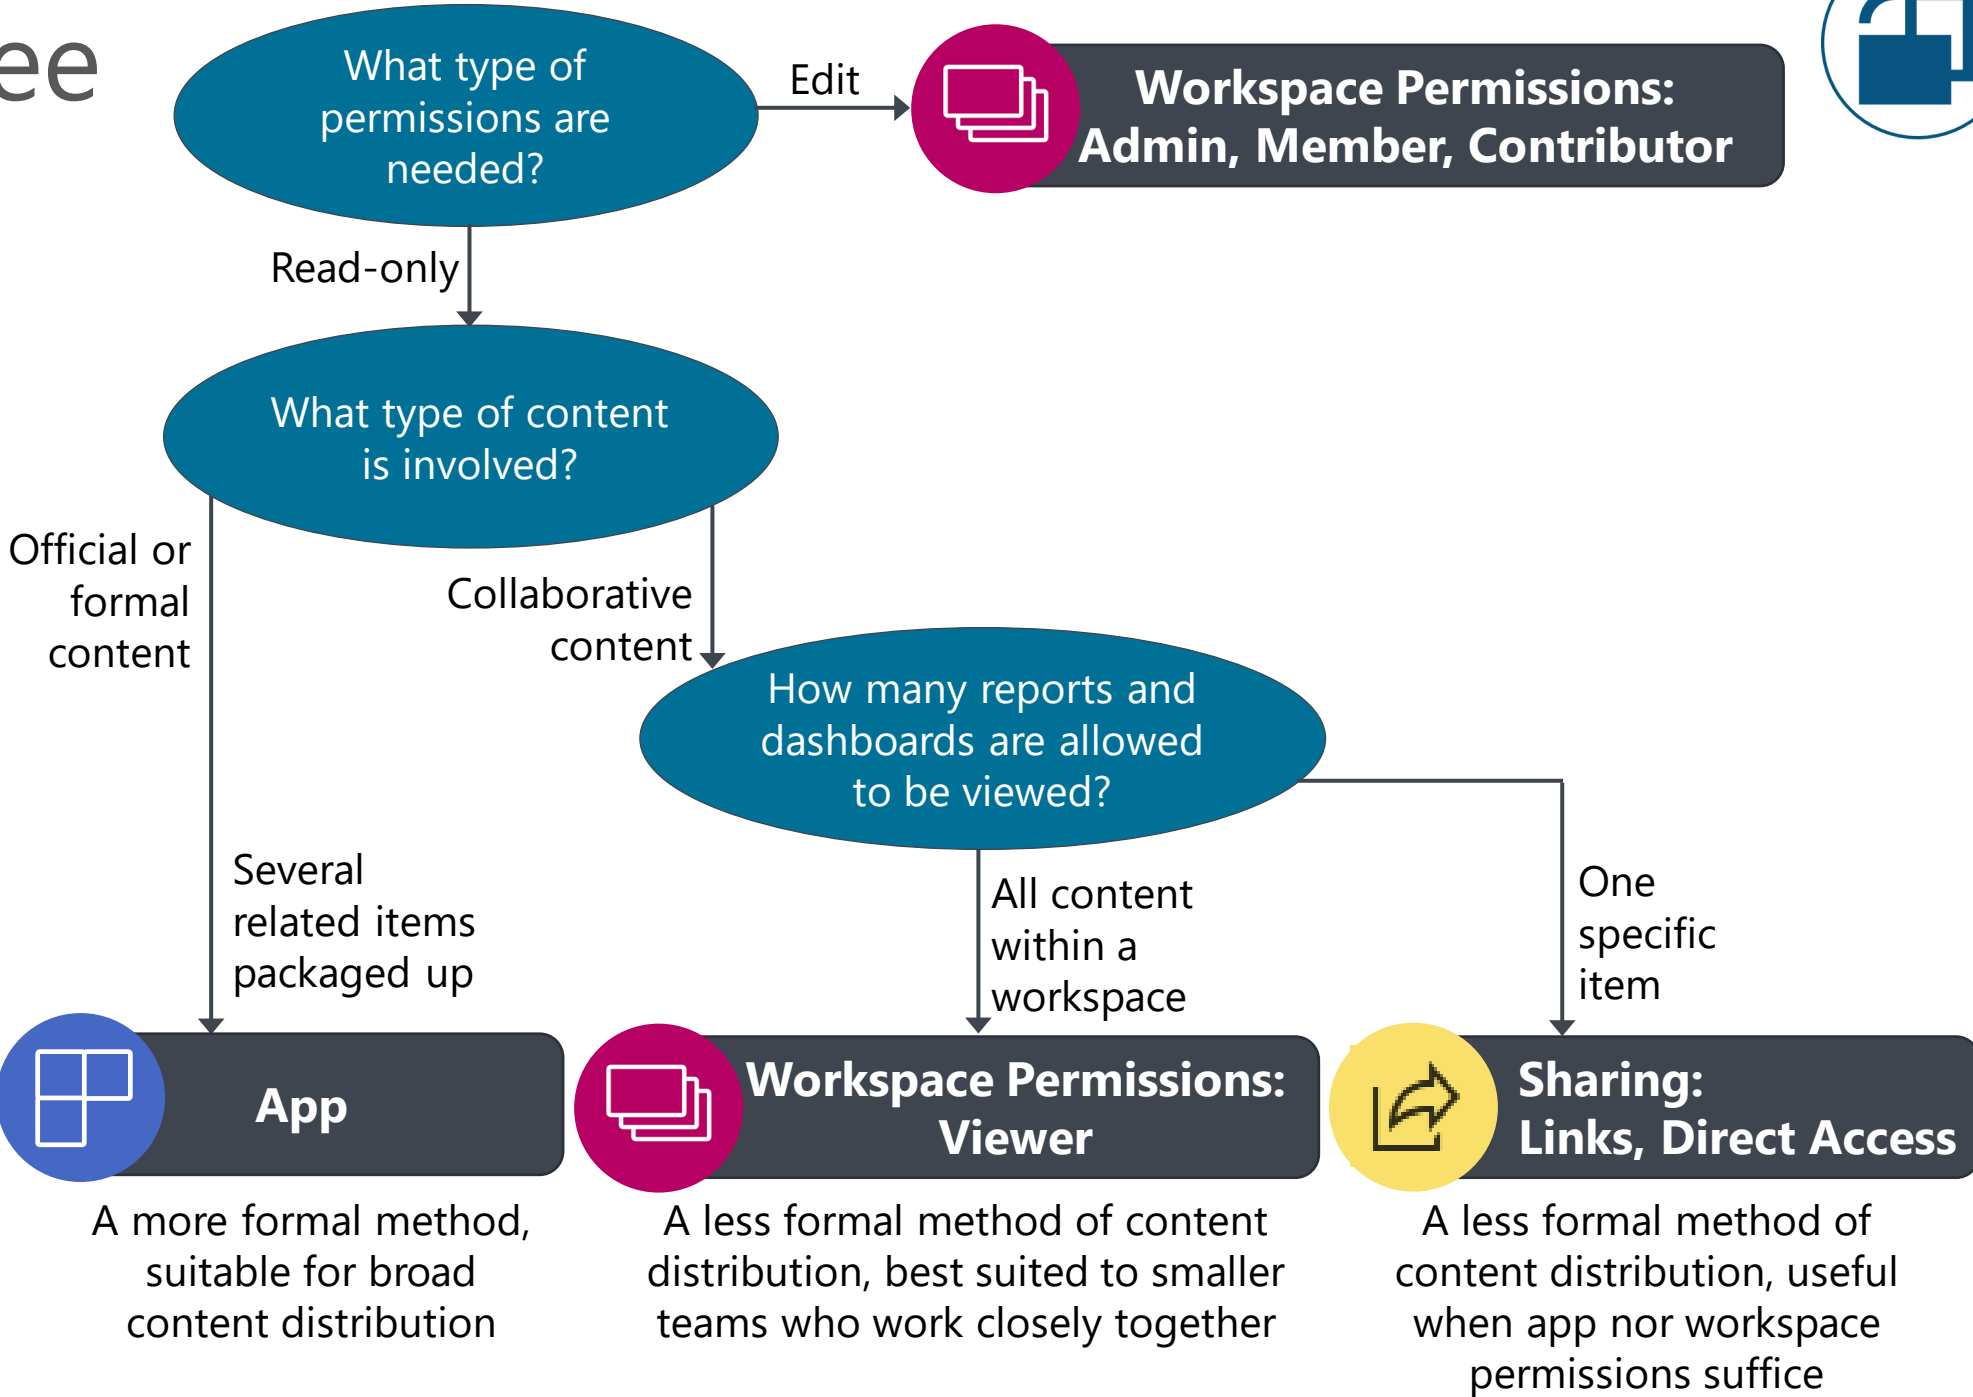 ee
What type of
permissions are
needed?
Edit
Workspace Permissions:
Admin, Member, Contributor
Read-only
What type of content
is involved?
Official or
formal
content
Collaborative
content
How many reports and
dashboards are allowed
to be viewed?
Several
related items
packaged up
All content
within a
workspace
One
specific
item
App
Workspace Permissions:
Viewer
Sharing:
Links, Direct Access
A more formal method,
suitable for broad
content distribution
A less formal method of content
distribution, best suited to smaller
teams who work closely together
A less formal method of
content distribution, useful
when app nor workspace
permissions suffice